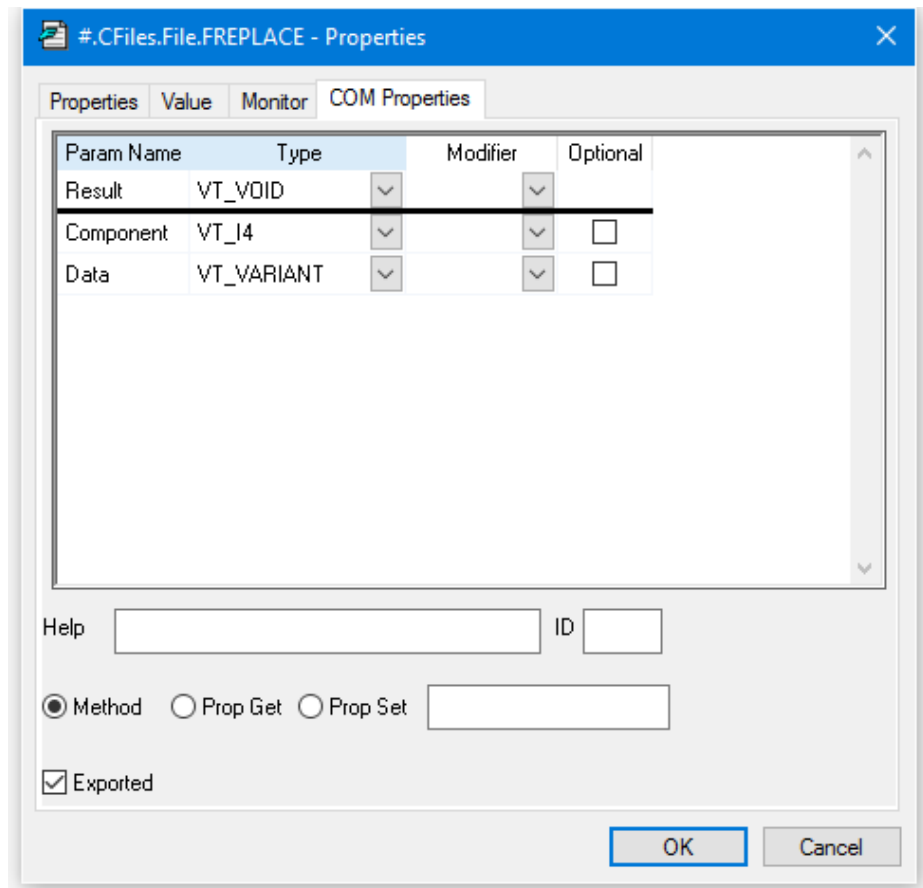 #.CFiles.File.FREPLACE - Properties
Properties Value Monitor COM Properties
Param Name Type Modifier Optional
Result VT_VOID
Component VT_I4
Data VT_VARIANT
Help ID
Method Prop Get Prop Set
Exported
OK Cancel